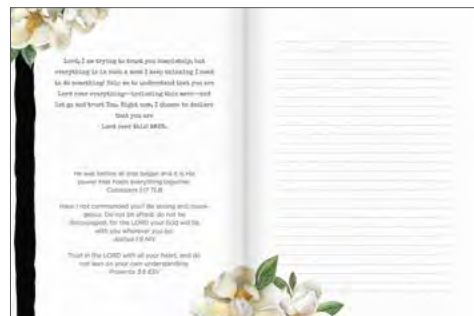 Lord, I am trying to trust you completely, but
everything is in such a mess I keep thinking I need
to do something! Help me to understand that you are
Lord over everything—including this mess—and
let go and trust You. Right now, I choose to declare
that you are
Lord over this! AMEN.
He was before all else began and it is His
power that holds everything together.
Colossians 1:17 TLB
Have I not commanded you? Be strong and
Do not be afraid; do not be
discouraged, for the LORD your God will be
with you wherever you go.
Joshua 1:9 NIV
Trust in the LORD with all your heart, and do
not lean on your own understanding.
Proverbs 3:5 ESV